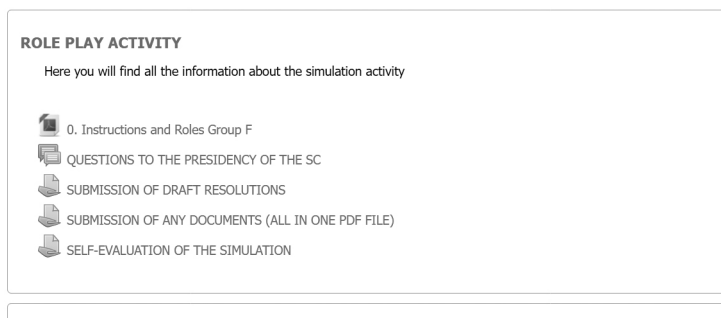 ROLE PLAY ACTIVITY
Here you will find all the information about the simulation activity
0. Instructions and Roles Group F
QUESTIONS TO THE PRESIDENCY OF THE SC
SUBMISSION OF DRAFT RESOLUTIONS
SUBMISSION OF ANY DOCUMENTS (ALL IN ONE PDF FILE)
SELF-EVALUATION OF THE SIMULATION